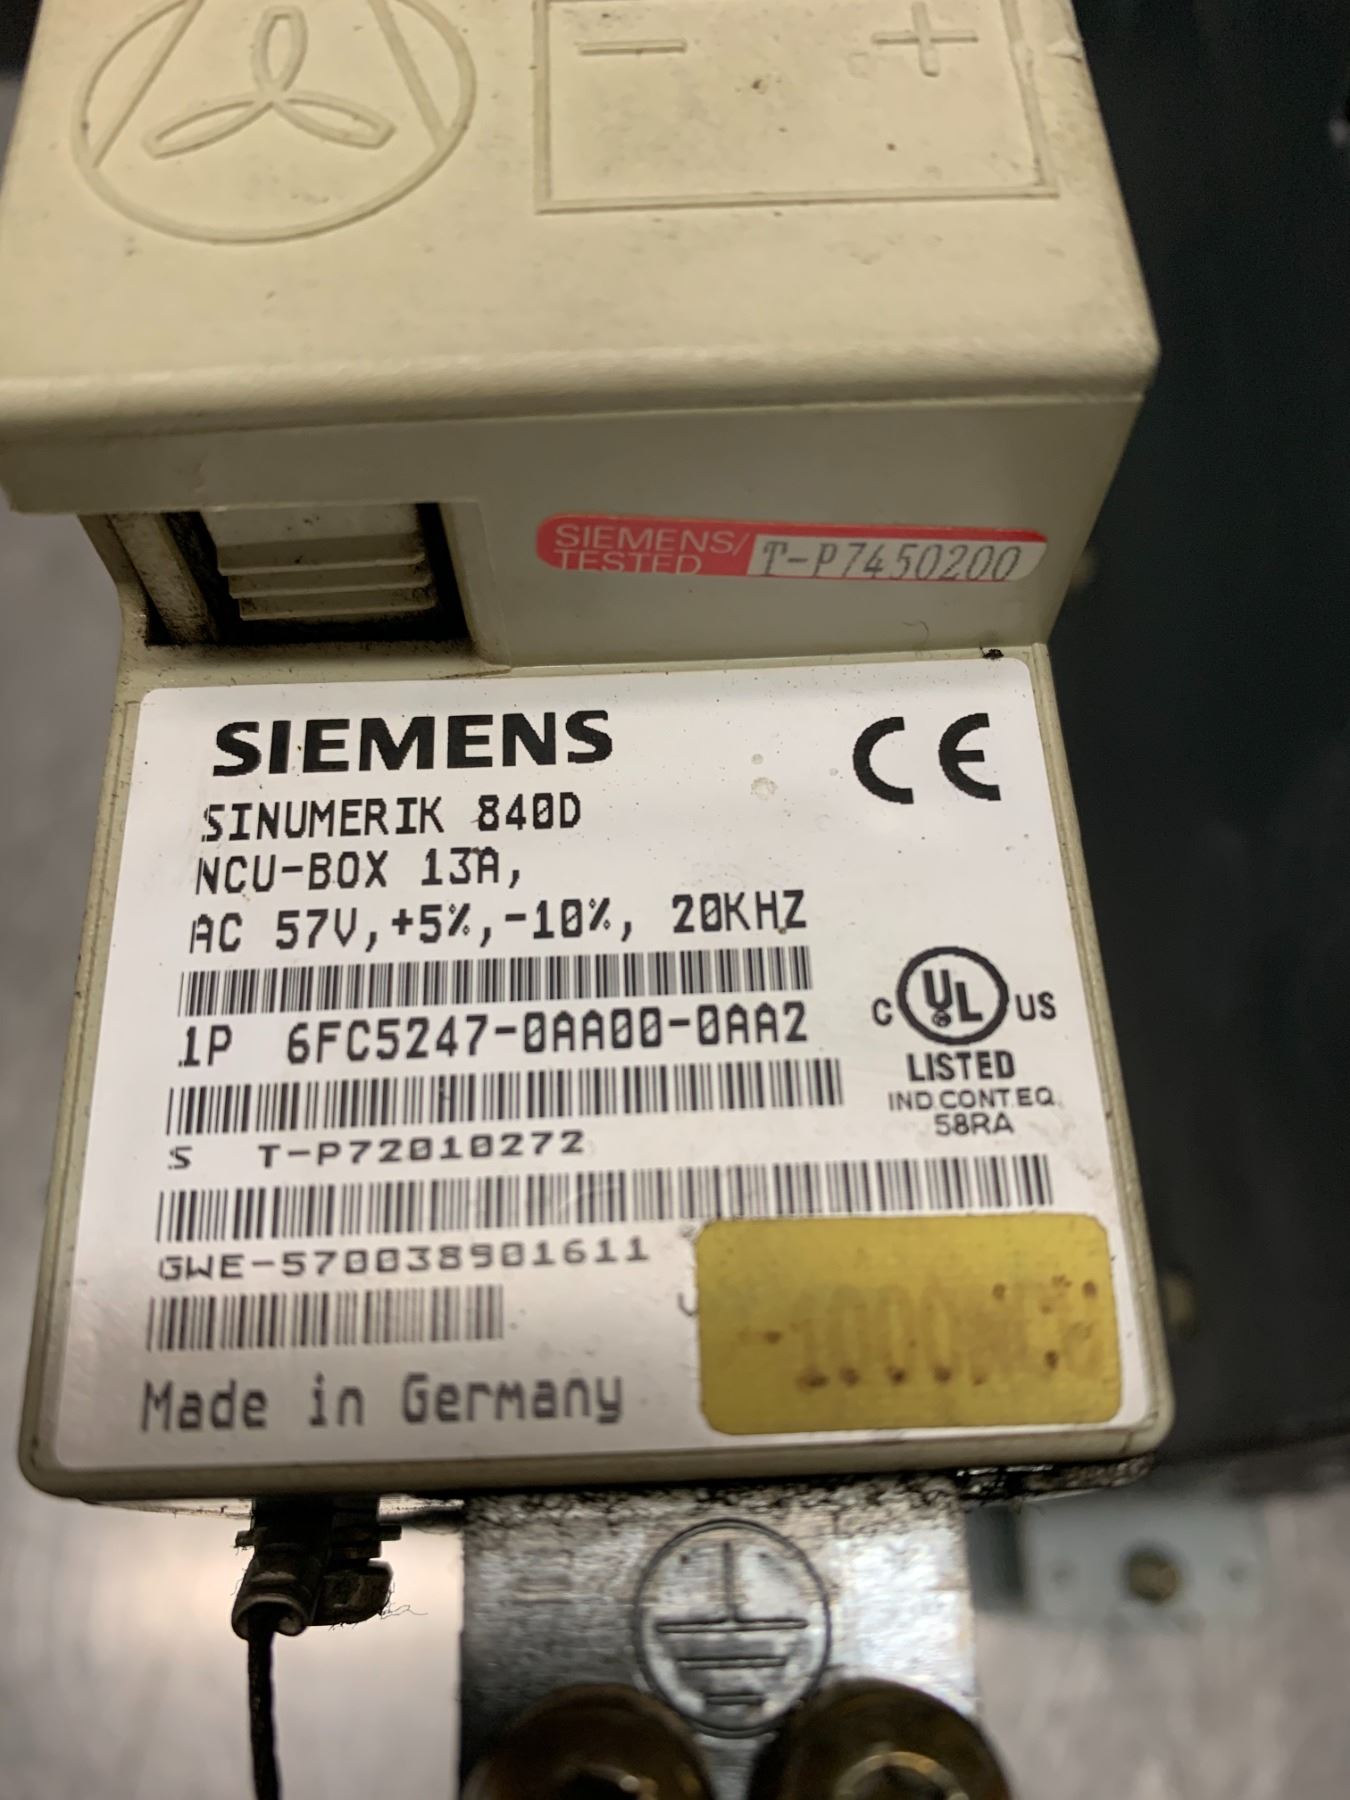 - +
SIEMENS/
TESTED T-P7450200
SIEMENS CE
SINUMERIK 840D
NCU-BOX 13A,
AC 57V,+5%,-10%, 20KHZ
1P 6FC5247-0AA00-0AA2
C UL US
LISTED
IND.CONT.EQ.
58RA
S T-P72010272
GWE-570038901611
Made in Germany